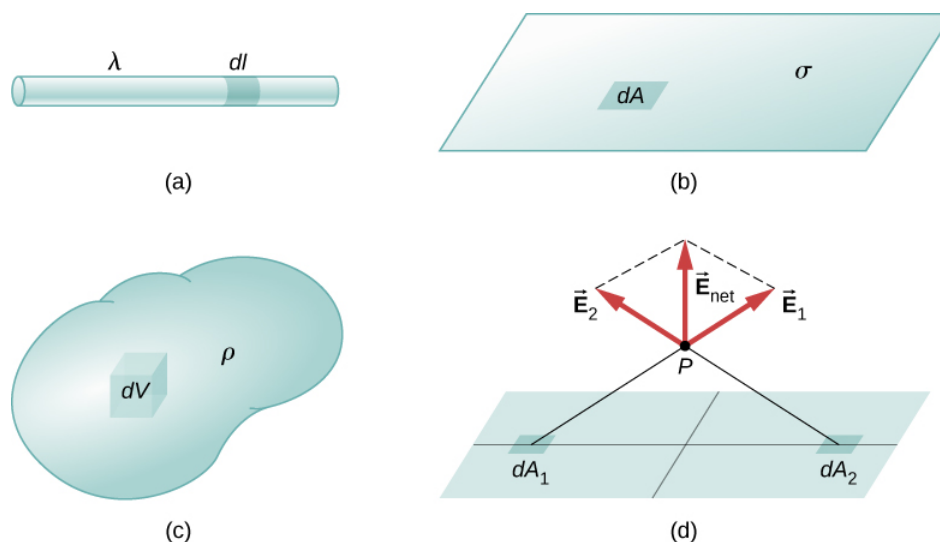 λ dl
(a)
dA σ
(b)
dV ρ
(c)
E⃗₂ E⃗net E⃗₁
P
dA₁ dA₂
(d)